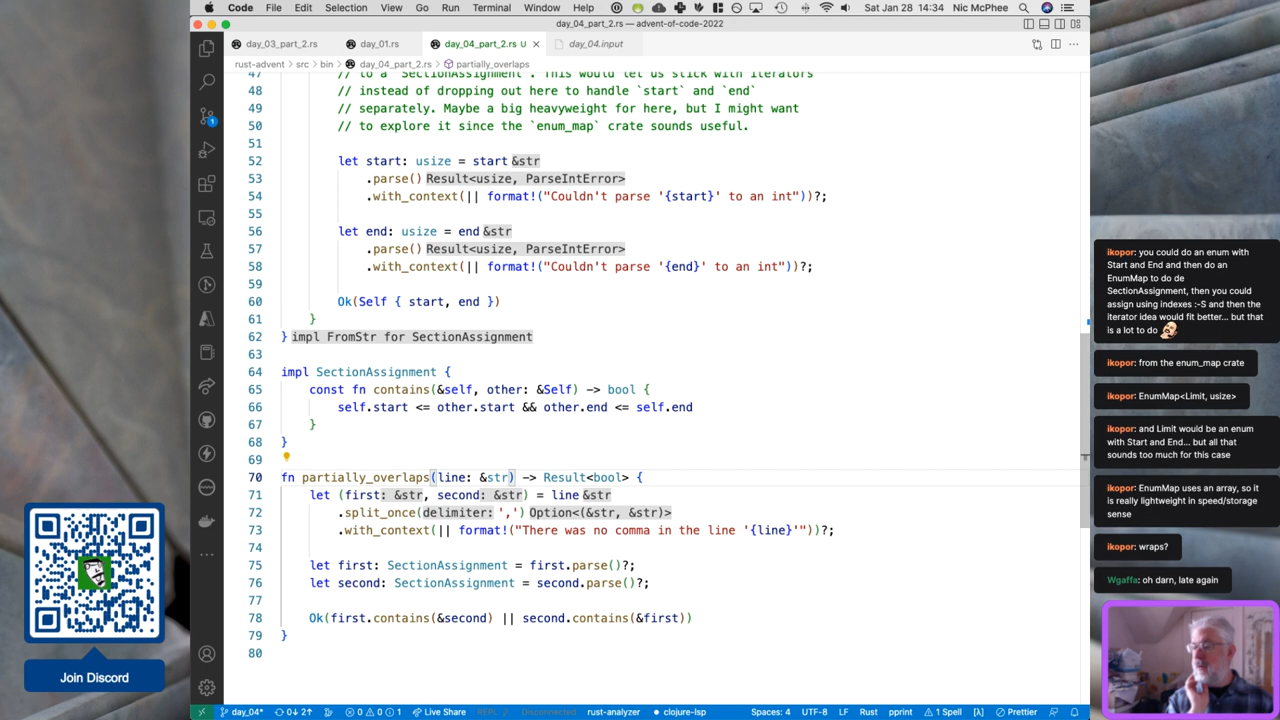 Code File Edit Selection View Go Run Terminal Window Help Sat Jan 28 14:34 Nic McPhee
day_04_part_2.rs — advent-of-code-2022
day_03_part_2.rs day_01.rs day_04_part_2.rs U day_04.input
rust-advent > src > bin > day_04_part_2.rs > partially_overlaps
47 // to a `SectionAssignment`. This would let us stick with iterators
48 // instead of dropping out here to handle `start` and `end`
49 // separately. Maybe a big heavyweight for here, but I might want
50 // to explore it since the `enum_map` crate sounds useful.
51
52 let start: usize = start &str
53 .parse() Result<usize, ParseIntError>
54 .with_context(|| format!("Couldn't parse '{start}' to an int"))?;
55
56 let end: usize = end &str
57 .parse() Result<usize, ParseIntError>
58 .with_context(|| format!("Couldn't parse '{end}' to an int"))?;
59
60 Ok(Self { start, end })
61 }
62 } impl FromStr for SectionAssignment
63
64 impl SectionAssignment {
65 const fn contains(&self, other: &Self) -> bool {
66 self.start <= other.start && other.end <= self.end
67 }
68 }
69
70 fn partially_overlaps(line: &str) -> Result<bool> {
71 let (first: &str, second: &str) = line &str
72 .split_once(delimiter: ',') Option<(&str, &str)>
73 .with_context(|| format!("There was no comma in the line '{line}'"))?;
74
75 let first: SectionAssignment = first.parse()?;
76 let second: SectionAssignment = second.parse()?;
77
78 Ok(first.contains(&second) || second.contains(&first))
79 }
80
day_04* 0↓ 2↑ 0 0 1 Live Share REPL Disconnected rust-analyzer clojure-lsp Spaces: 4 UTF-8 LF Rust pprint 1 Spell [λ] Prettier
Join Discord
ikopor: you could do an enum with
Start and End and then do an
EnumMap to do de
SectionAssignment, then you could
assign using indexes :-S and then the
iterator idea would fit better... but that
is a lot to do
ikopor: from the enum_map crate
ikopor: EnumMap<Limit, usize>
ikopor: and Limit would be an enum
with Start and End... but all that
sounds too much for this case
ikopor: EnumMap uses an array, so it
is really lightweight in speed/storage
sense
ikopor: wraps?
Wgaffa: oh darn, late again